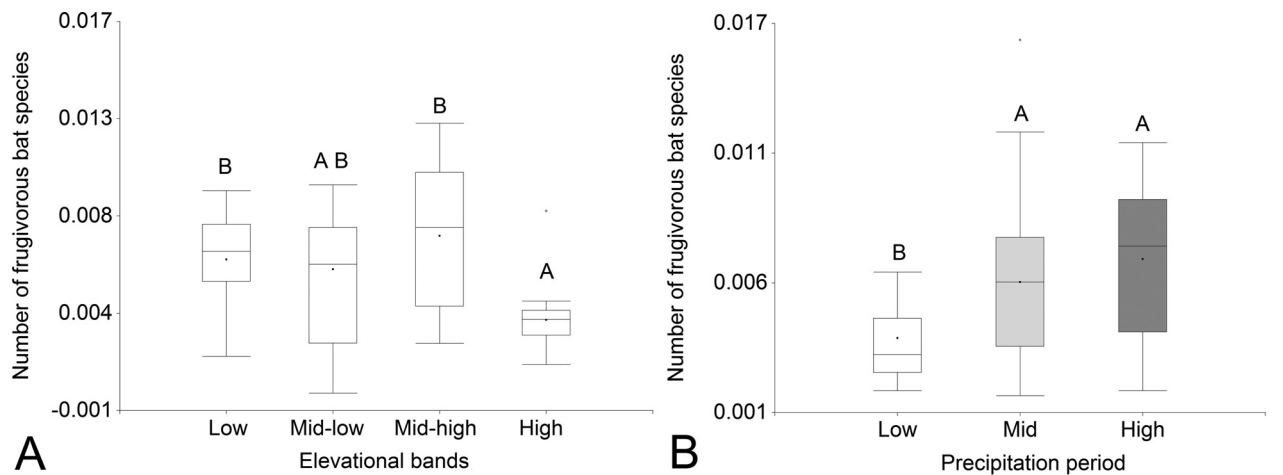 Number of frugivorous bat species
0.017
0.013
0.008
0.004
-0.001
B
A B
B
A
Low Mid-low Mid-high High
Elevational bands
A
Number of frugivorous bat species
0.017
0.011
0.006
0.001
B
A
A
Low Mid High
Precipitation period
B